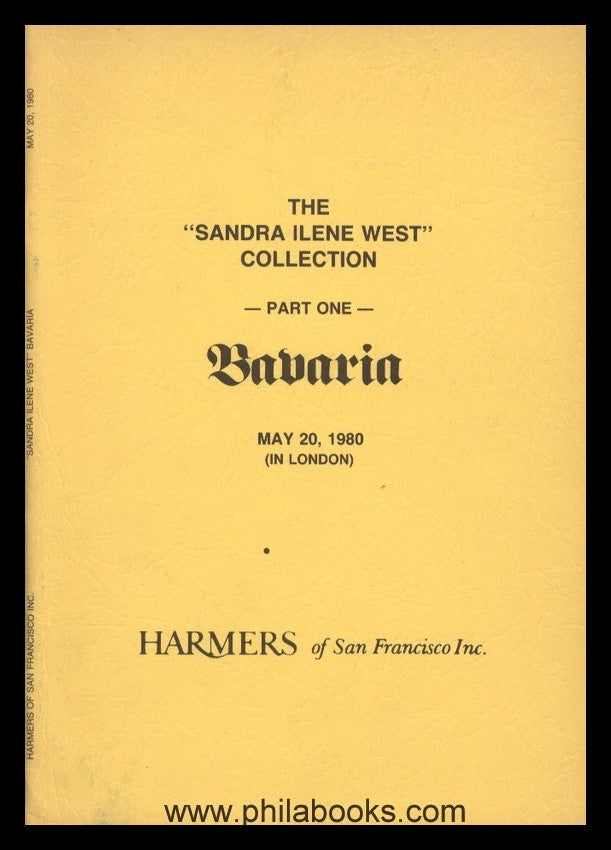 THE
"SANDRA ILENE WEST"
COLLECTION
— PART ONE —
Bavaria
MAY 20, 1980
(IN LONDON)
HARMERS of San Francisco Inc.
MAY 20, 1980
"SANDRA ILENE WEST" BAVARIA
HARMERS OF SAN FRANCISCO INC.
www.philabooks.com